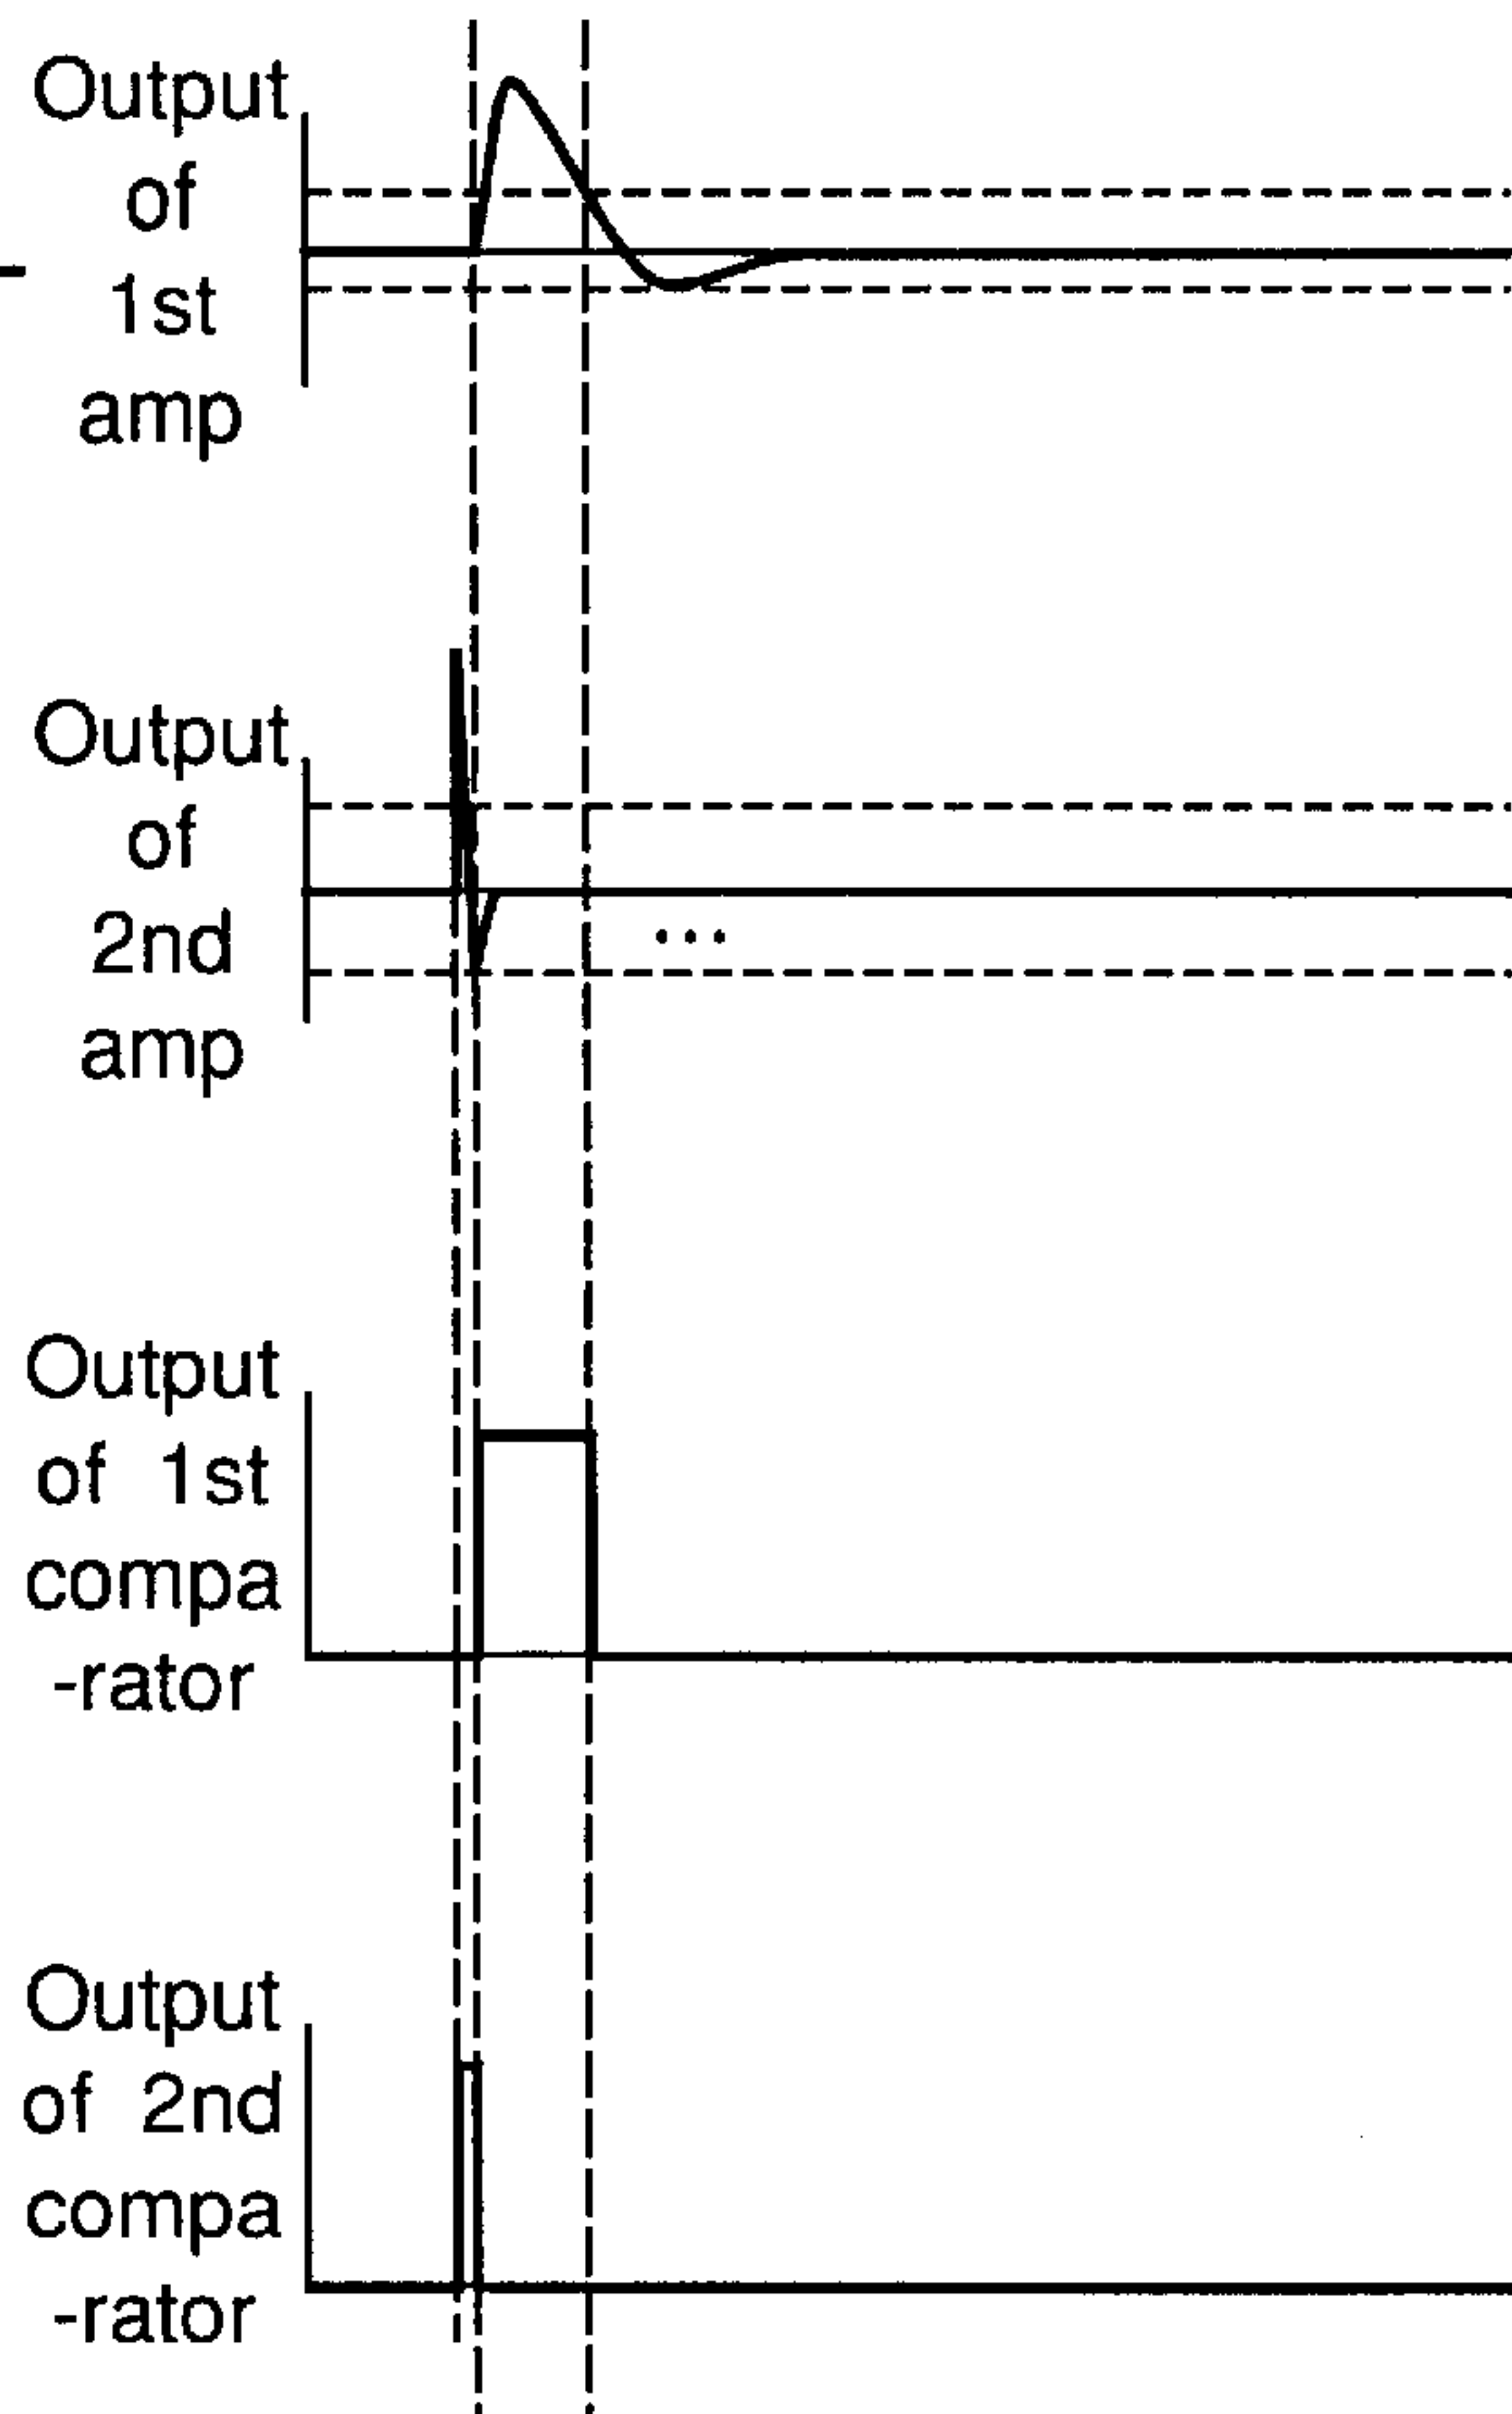 Output
of
1st
amp
Output
of
2nd
amp
...
Output
of 1st
compa
-rator
Output
of 2nd
compa
-rator